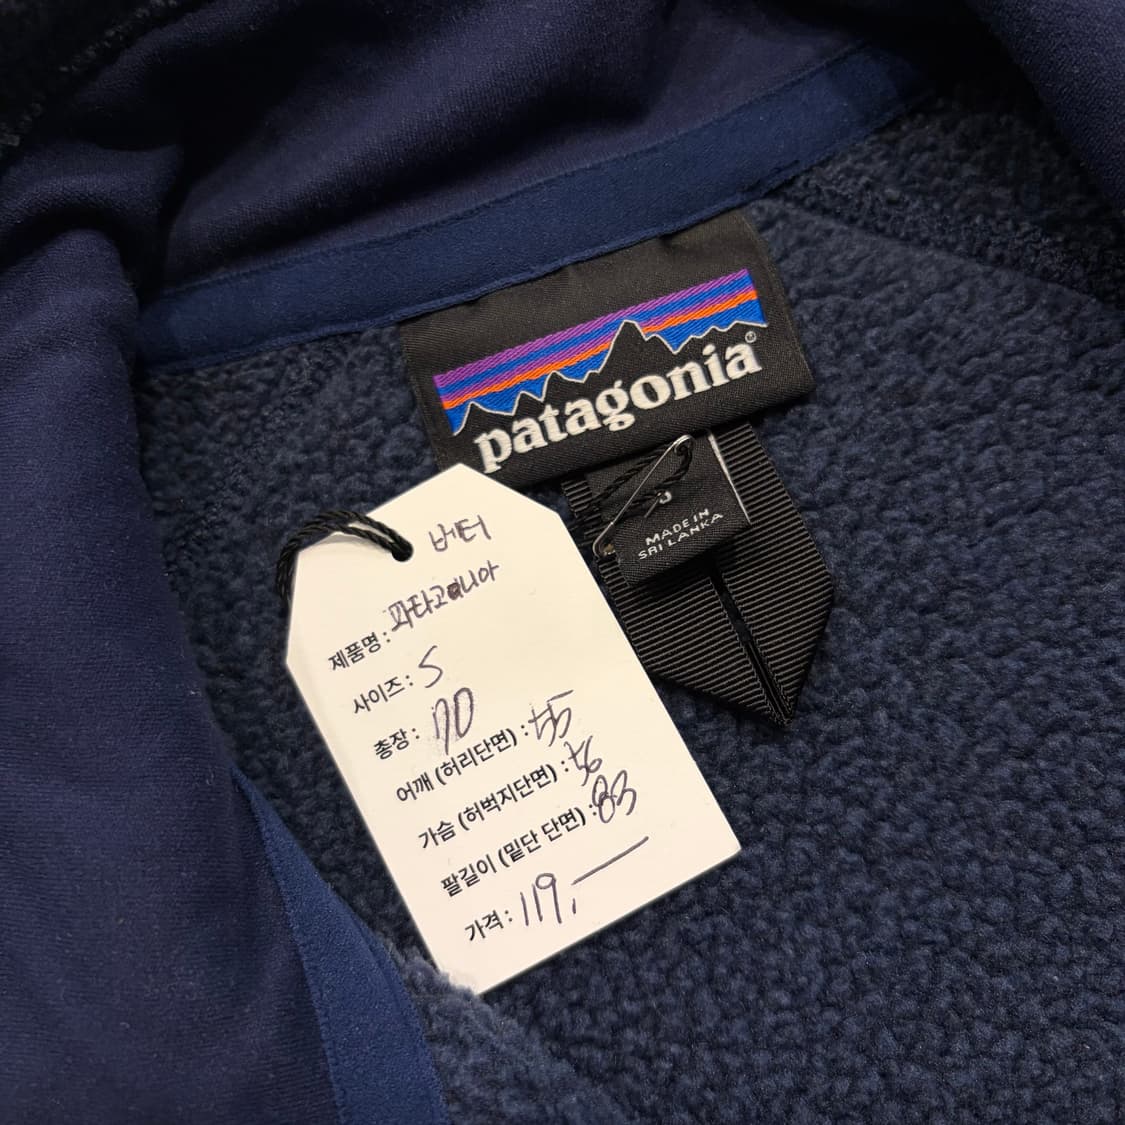 patagonia®
MADE IN
SRI LANKA
버터
제품명: 파타고니아
사이즈: S
총장: 70
어깨 (허리단면) : 55
가슴 (허벅지단면) : 56
팔길이 (밑단 단면) : 83
가격: 119,—